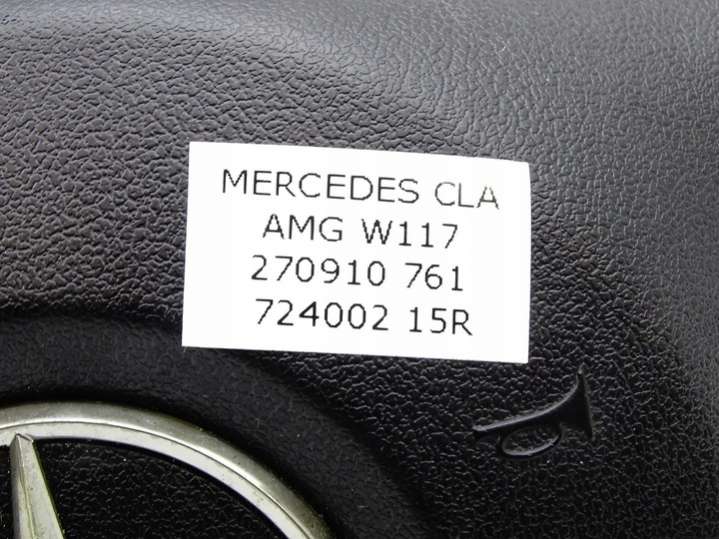 MERCEDES CLA
AMG W117
270910 761
724002 15R